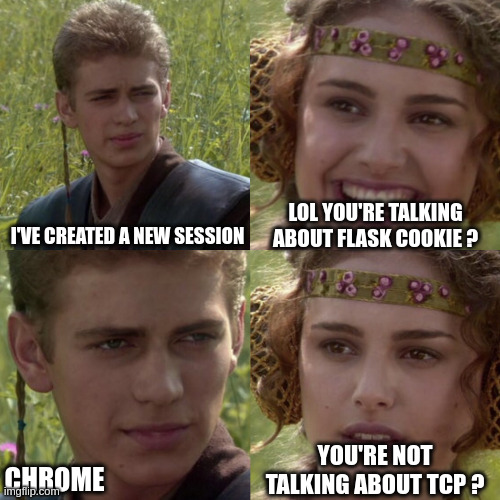 I'VE CREATED A NEW SESSION
LOL YOU'RE TALKING
ABOUT FLASK COOKIE ?
CHROME
imgflip.com
YOU'RE NOT
TALKING ABOUT TCP ?